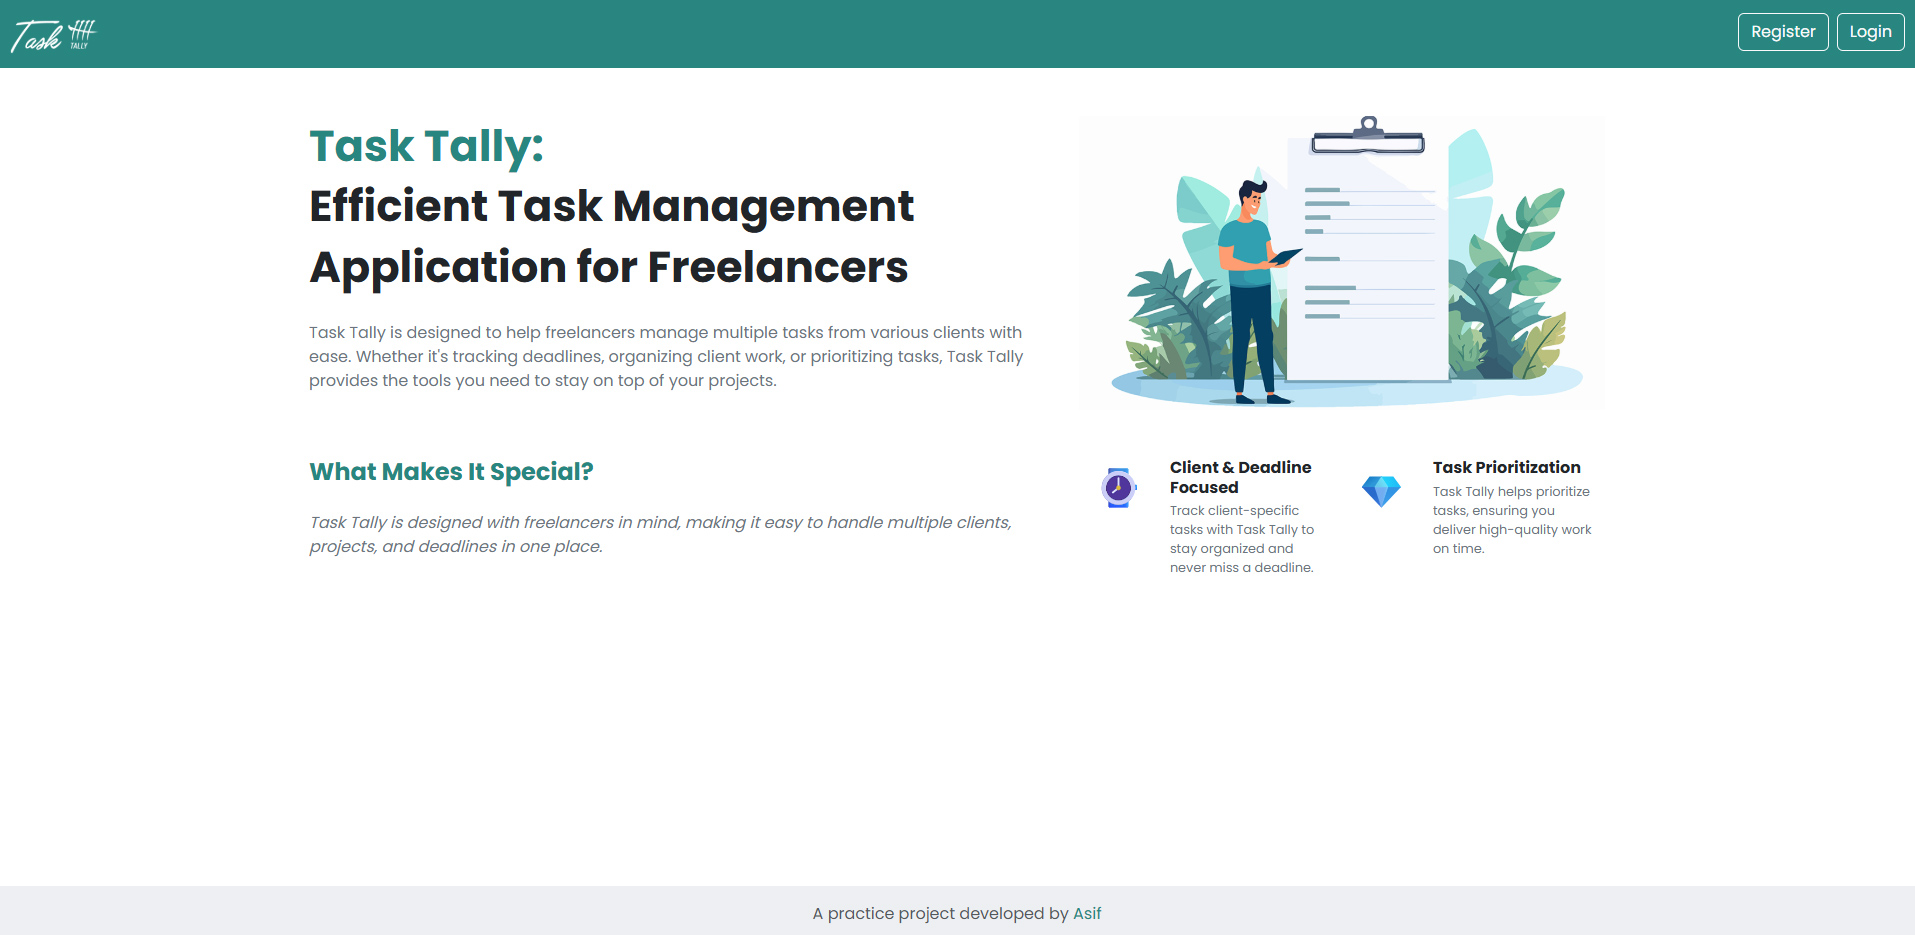 Task TALLY
Register
Login
Task Tally:
Efficient Task Management
Application for Freelancers
Task Tally is designed to help freelancers manage multiple tasks from various clients with
ease. Whether it's tracking deadlines, organizing client work, or prioritizing tasks, Task Tally
provides the tools you need to stay on top of your projects.
What Makes It Special?
Task Tally is designed with freelancers in mind, making it easy to handle multiple clients,
projects, and deadlines in one place.
Client & Deadline
Focused
Track client-specific
tasks with Task Tally to
stay organized and
never miss a deadline.
Task Prioritization
Task Tally helps prioritize
tasks, ensuring you
deliver high-quality work
on time.
A practice project developed by Asif